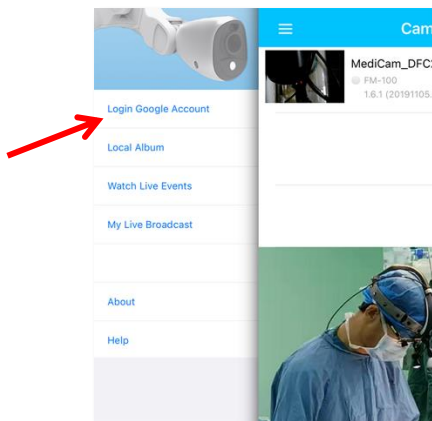 Login Google Account
Local Album
Watch Live Events
My Live Broadcast
About
Help
Cam
MediCam_DFC
FM-100
1.6.1 (20191105.